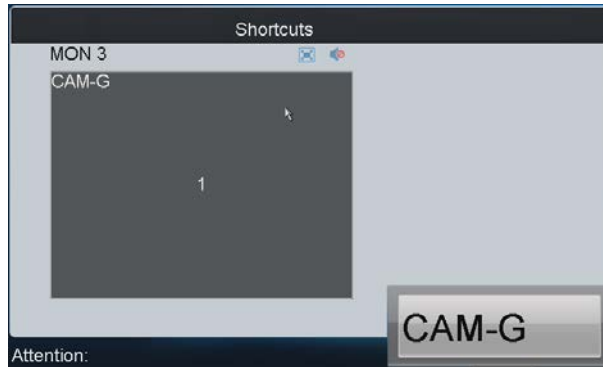 Shortcuts
MON 3
CAM-G
1
CAM-G
Attention: